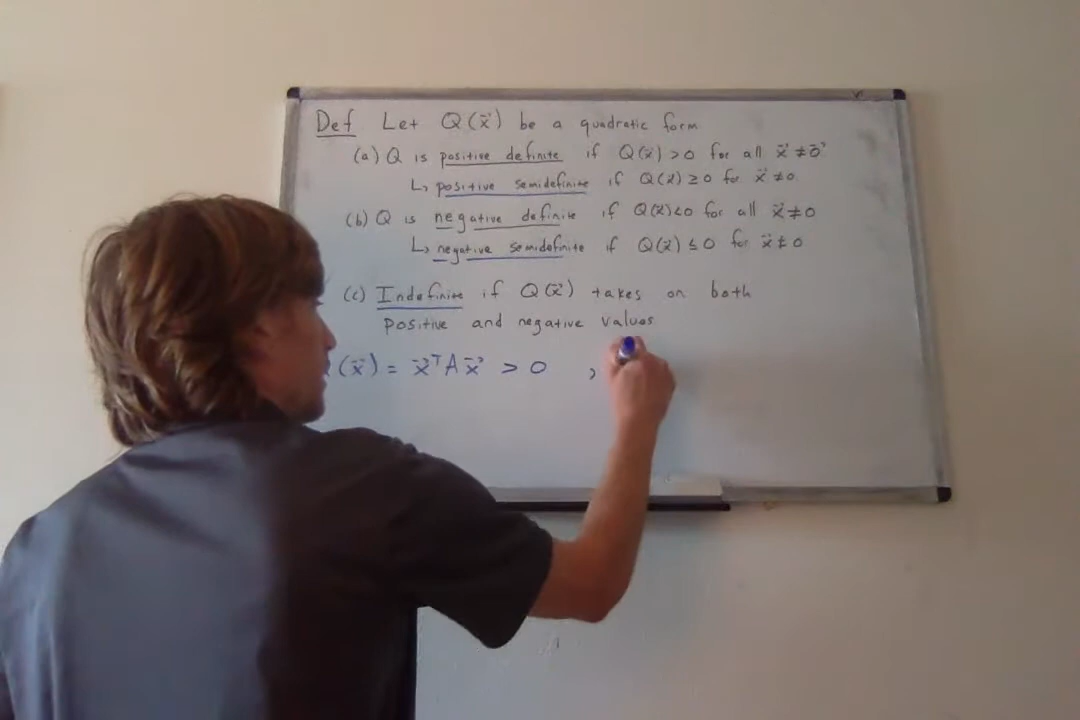 Def Let Q(x⃗) be a quadratic form
(a) Q is positive definite if Q(x⃗) > 0 for all x⃗ ≠ 0⃗
↳ positive semidefinite if Q(x⃗) ≥ 0 for x⃗ ≠ 0
(b) Q is negative definite if Q(x⃗) < 0 for all x⃗ ≠ 0
↳ negative semidefinite if Q(x⃗) ≤ 0 for x⃗ ≠ 0
(c) Indefinite if Q(x⃗) takes on both
positive and negative values
(x⃗) = x⃗ᵀAx⃗ > 0 ,